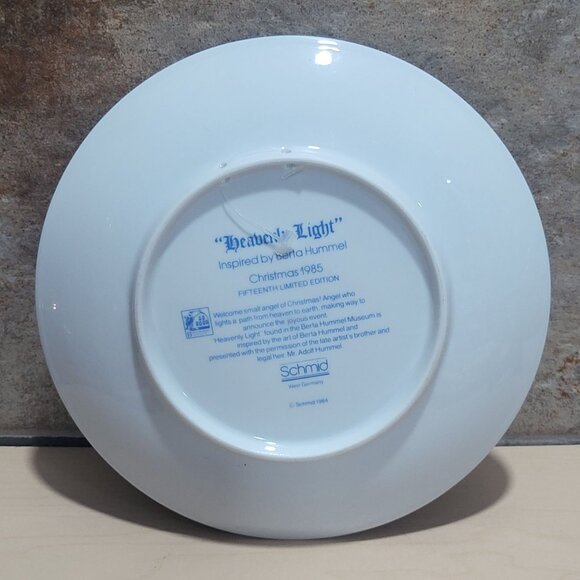 "Heavenly Light"
Inspired by Berta Hummel
Christmas 1985
FIFTEENTH LIMITED EDITION
Welcome small angel of Christmas! Angel who
lights a path from heaven to earth, making way to
announce the joyous event.
"Heavenly Light" found in the Berta Hummel Museum is
inspired by the art of Berta Hummel and
presented with the permission of the late artist's brother and
legal heir, Mr. Adolf Hummel.
Schmid
West Germany
© Schmid 1984